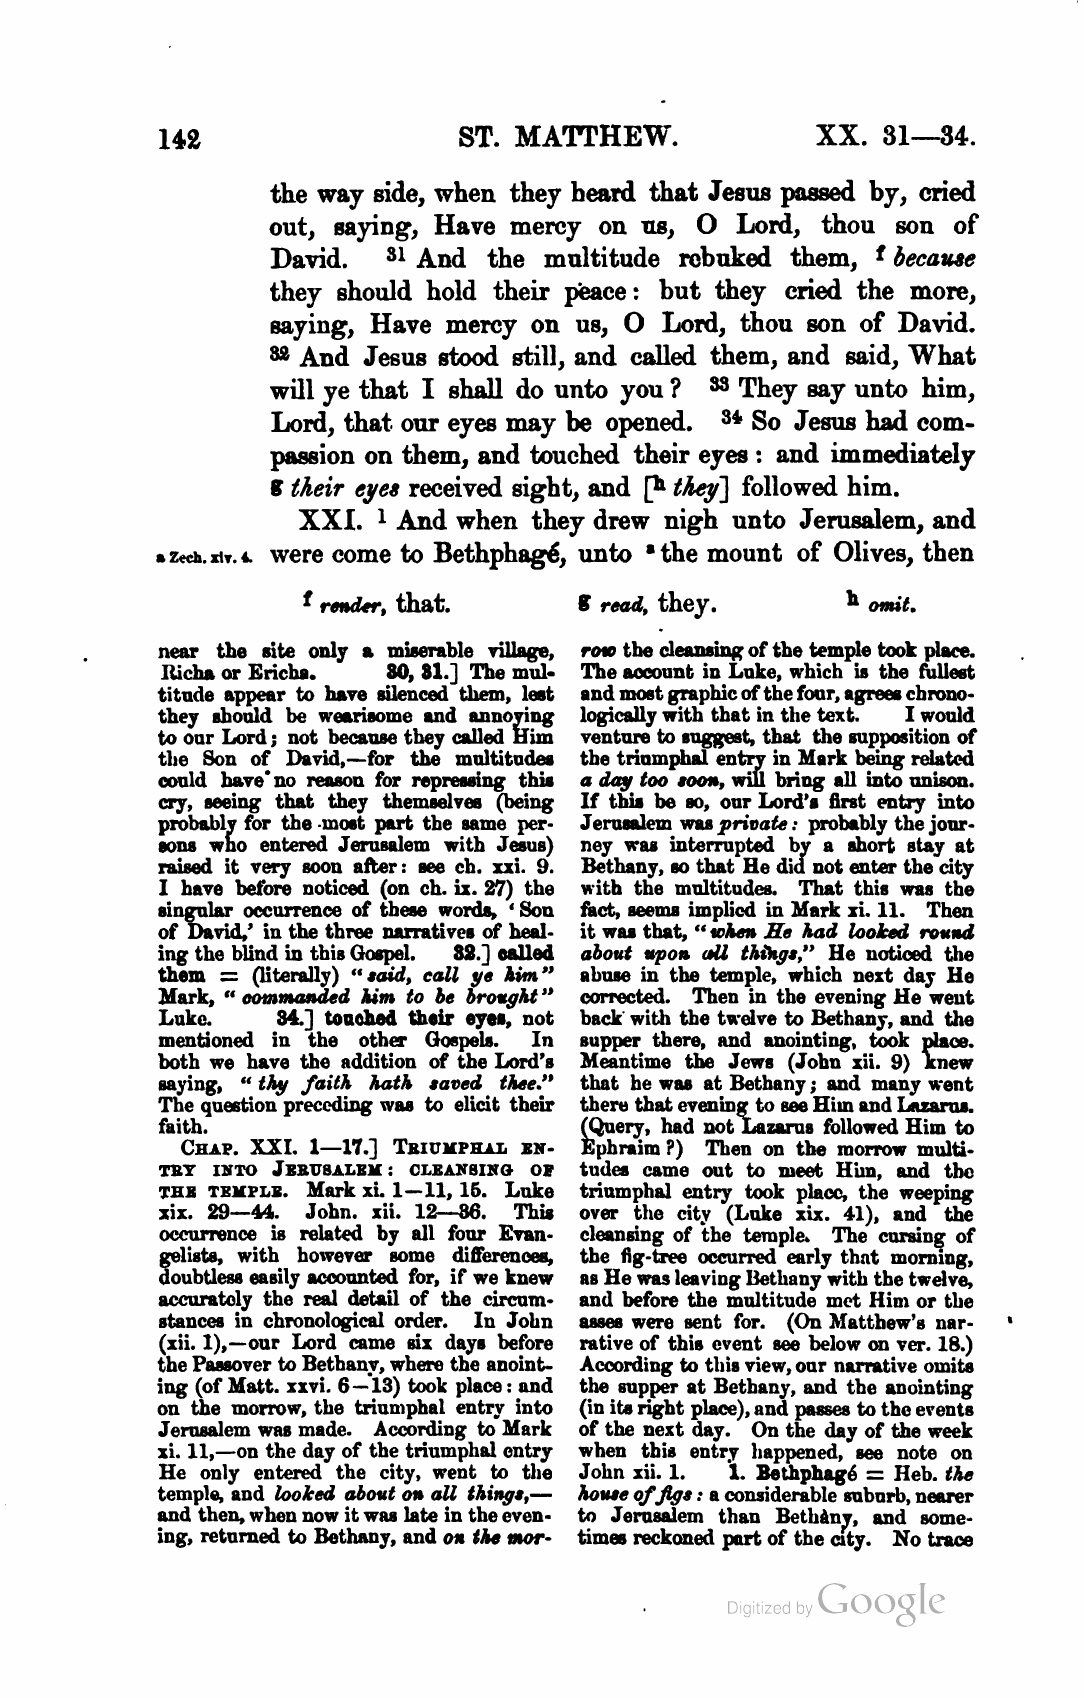 142 ST. MATTHEW. XX. 31—34.
the way side, when they heard that Jesus passed by, cried
out, saying, Have mercy on us, O Lord, thou son of
David. 31 And the multitude rebuked them, f because
they should hold their peace: but they cried the more,
saying, Have mercy on us, O Lord, thou son of David.
32 And Jesus stood still, and called them, and said, What
will ye that I shall do unto you? 33 They say unto him,
Lord, that our eyes may be opened. 34 So Jesus had com-
passion on them, and touched their eyes: and immediately
g their eyes received sight, and [h they] followed him.
XXI. 1 And when they drew nigh unto Jerusalem, and
a Zech. xiv. 4. were come to Bethphagé, unto a the mount of Olives, then
f render, that. g read, they. h omit.
near the site only a miserable village,
Richa or Ericha. 30, 31.] The mul-
titude appear to have silenced them, lest
they should be wearisome and annoying
to our Lord; not because they called Him
the Son of David,—for the multitudes
could have no reason for repressing this
cry, seeing that they themselves (being
probably for the most part the same per-
sons who entered Jerusalem with Jesus)
raised it very soon after: see ch. xxi. 9.
I have before noticed (on ch. ix. 27) the
singular occurrence of these words, ‘Son
of David,’ in the three narratives of heal-
ing the blind in this Gospel. 32.] called
them = (literally) “said, call ye him”
Mark, “commanded him to be brought”
Luke. 34.] touched their eyes, not
mentioned in the other Gospels. In
both we have the addition of the Lord's
saying, “thy faith hath saved thee.”
The question preceding was to elicit their
faith.
CHAP. XXI. 1—17.] TRIUMPHAL EN-
TRY INTO JERUSALEM: CLEANSING OF
THE TEMPLE. Mark xi. 1—11, 15. Luke
xix. 29—44. John. xii. 12—36. This
occurrence is related by all four Evan-
gelists, with however some differences,
doubtless easily accounted for, if we knew
accurately the real detail of the circum-
stances in chronological order. In John
(xii. 1),—our Lord came six days before
the Passover to Bethany, where the anoint-
ing (of Matt. xxvi. 6—13) took place: and
on the morrow, the triumphal entry into
Jerusalem was made. According to Mark
xi. 11,—on the day of the triumphal entry
He only entered the city, went to the
temple, and looked about on all things,—
and then, when now it was late in the even-
ing, returned to Bethany, and on the mor-
row the cleansing of the temple took place.
The account in Luke, which is the fullest
and most graphic of the four, agrees chrono-
logically with that in the text. I would
venture to suggest, that the supposition of
the triumphal entry in Mark being related
a day too soon, will bring all into unison.
If this be so, our Lord's first entry into
Jerusalem was private: probably the jour-
ney was interrupted by a short stay at
Bethany, so that He did not enter the city
with the multitudes. That this was the
fact, seems implied in Mark xi. 11. Then
it was that, “when He had looked round
about upon all things,” He noticed the
abuse in the temple, which next day He
corrected. Then in the evening He went
back with the twelve to Bethany, and the
supper there, and anointing, took place.
Meantime the Jews (John xii. 9) knew
that he was at Bethany; and many went
there that evening to see Him and Lazarus.
(Query, had not Lazarus followed Him to
Ephraim?) Then on the morrow multi-
tudes came out to meet Him, and the
triumphal entry took place, the weeping
over the city (Luke xix. 41), and the
cleansing of the temple. The cursing of
the fig-tree occurred early that morning,
as He was leaving Bethany with the twelve,
and before the multitude met Him or the
asses were sent for. (On Matthew's nar-
rative of this event see below on ver. 18.)
According to this view, our narrative omits
the supper at Bethany, and the anointing
(in its right place), and passes to the events
of the next day. On the day of the week
when this entry happened, see note on
John xii. 1. 1. Bethphagé = Heb. the
house of figs: a considerable suburb, nearer
to Jerusalem than Bethany, and some-
times reckoned part of the city. No trace
Digitized by Google